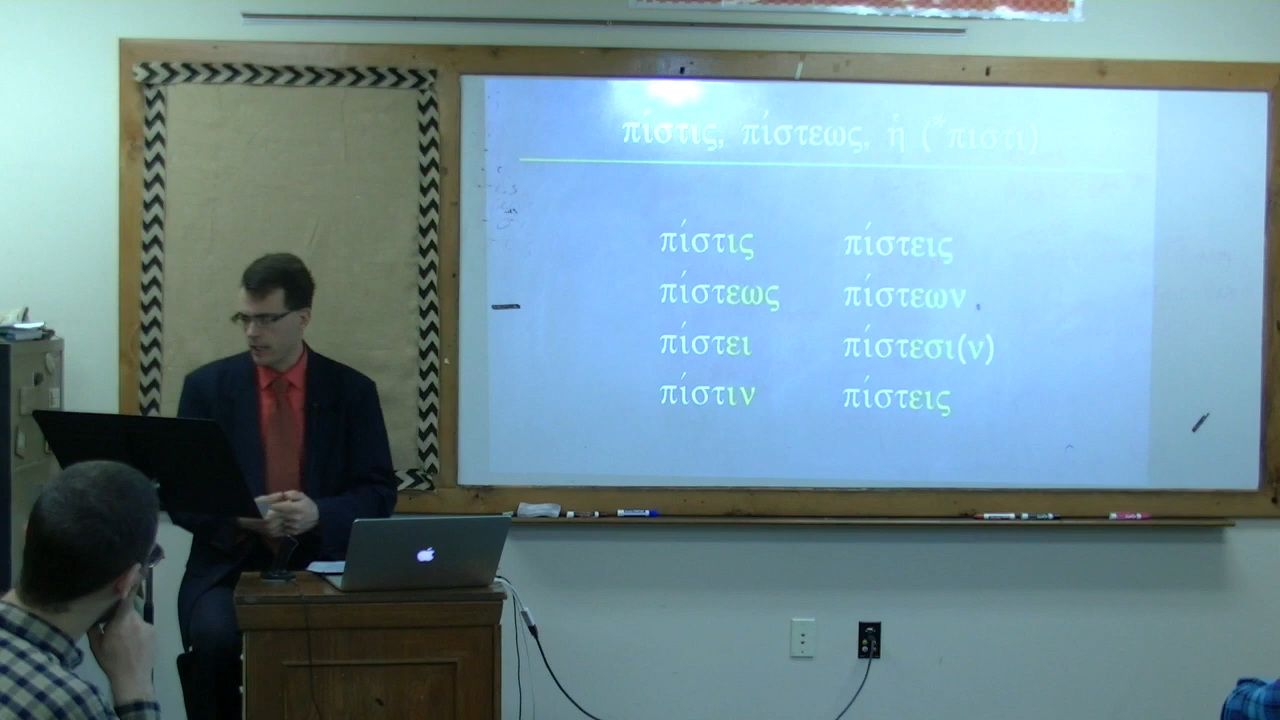 πίστις, πίστεως, ἡ (*πιστι)
πίστις πίστεις
πίστεως πίστεων
πίστει πίστεσι(ν)
πίστιν πίστεις